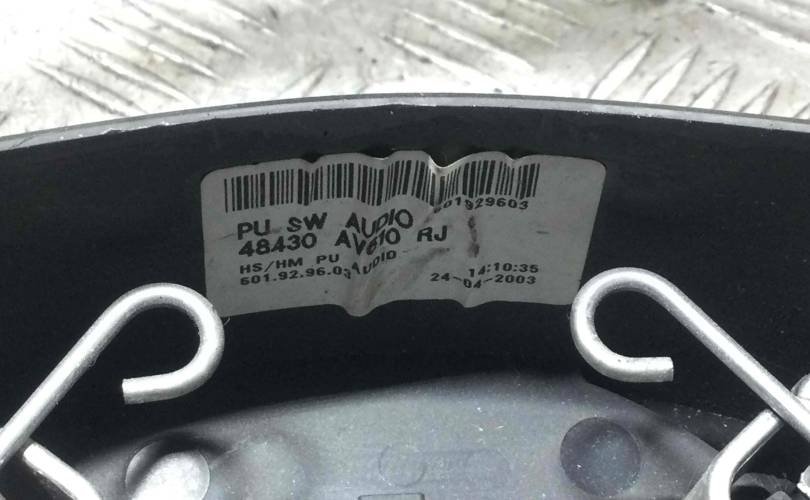 601929603
PU SW AUDIO
48430 AV610 RJ
HS/HM PU AUDIO 14:10:35
601.92.96.03 24-04-2003